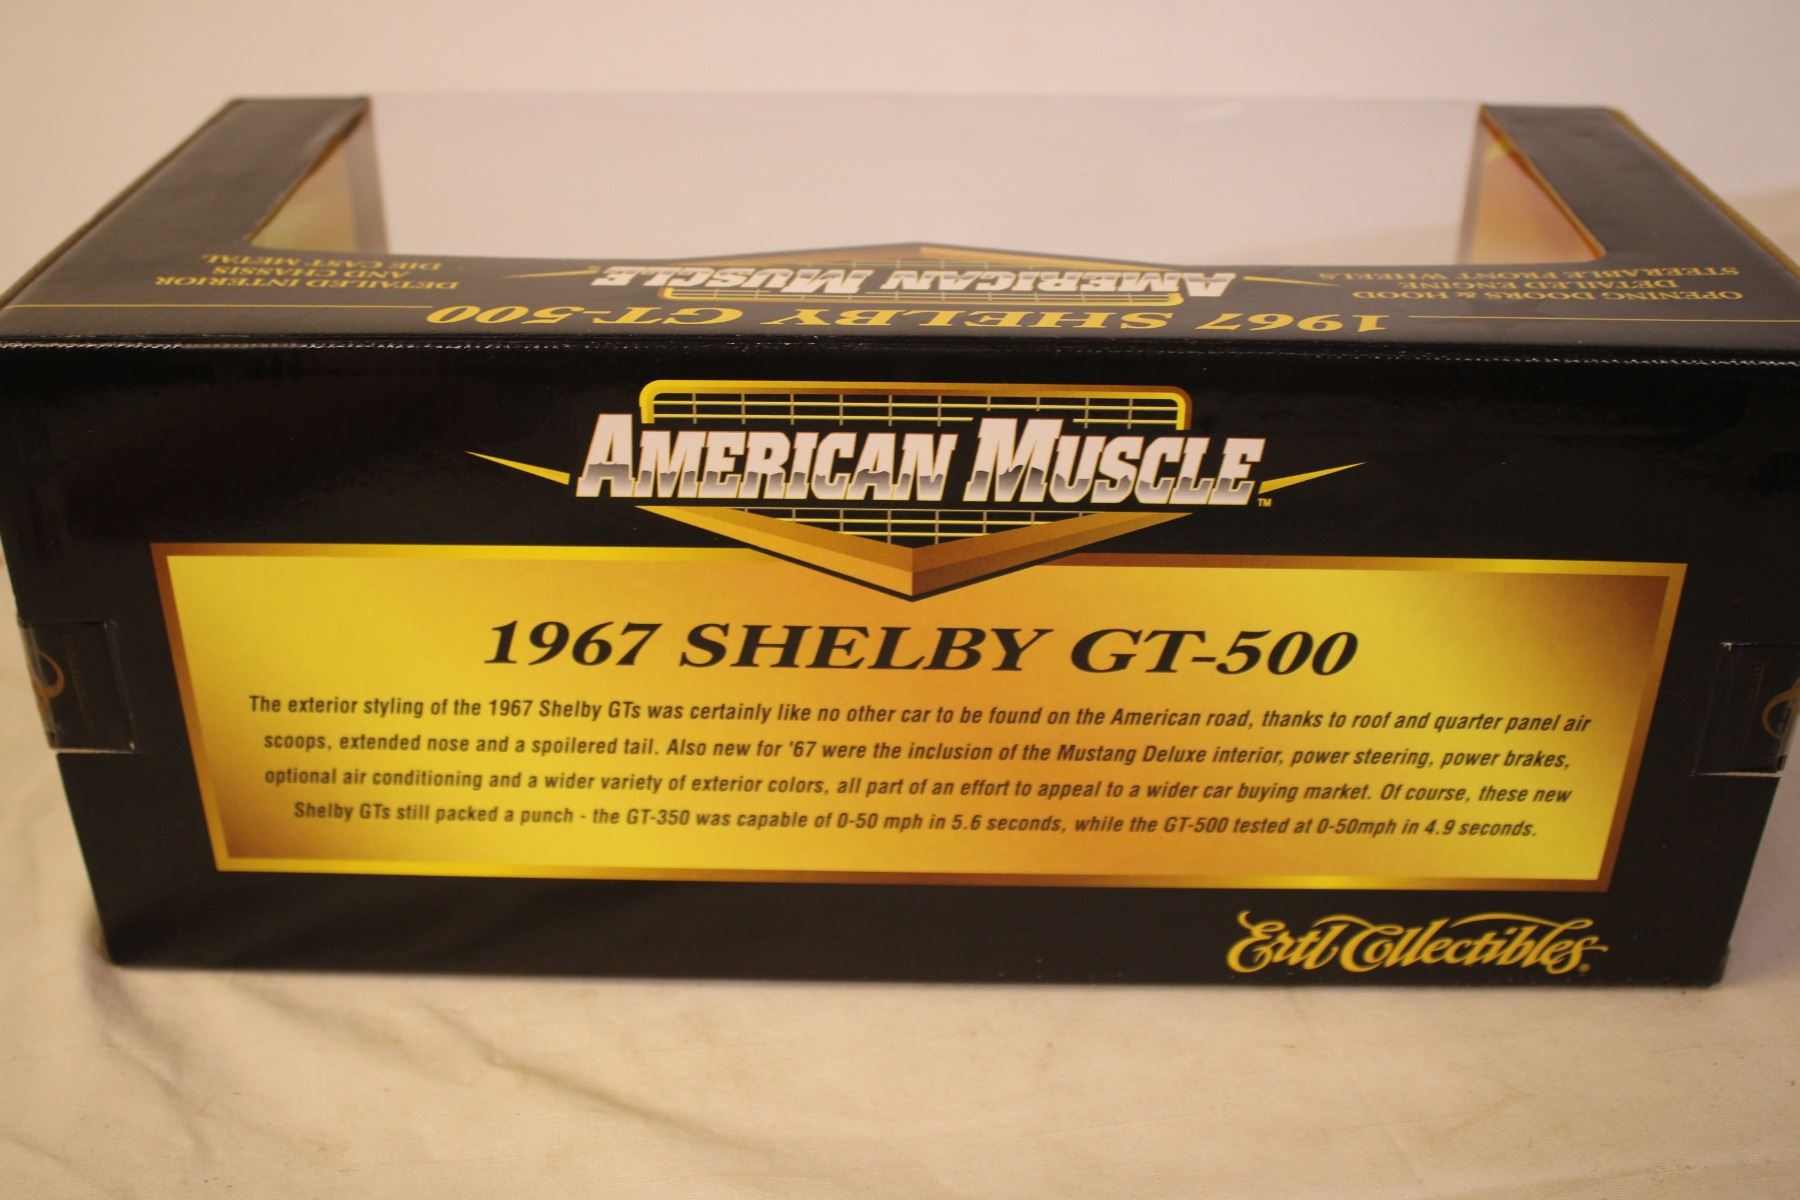 DETAILED INTERIOR
AND CHASSIS
DIE CAST METAL
AMERICAN MUSCLE
OPENING DOORS & HOOD
DETAILED ENGINE
STEERABLE FRONT WHEELS
1967 SHELBY GT-500
AMERICAN MUSCLE™
1967 SHELBY GT-500
The exterior styling of the 1967 Shelby GTs was certainly like no other car to be found on the American road, thanks to roof and quarter panel air
scoops, extended nose and a spoilered tail. Also new for '67 were the inclusion of the Mustang Deluxe interior, power steering, power brakes,
optional air conditioning and a wider variety of exterior colors, all part of an effort to appeal to a wider car buying market. Of course, these new
Shelby GTs still packed a punch - the GT-350 was capable of 0-50 mph in 5.6 seconds, while the GT-500 tested at 0-50mph in 4.9 seconds.
Ertl Collectibles®